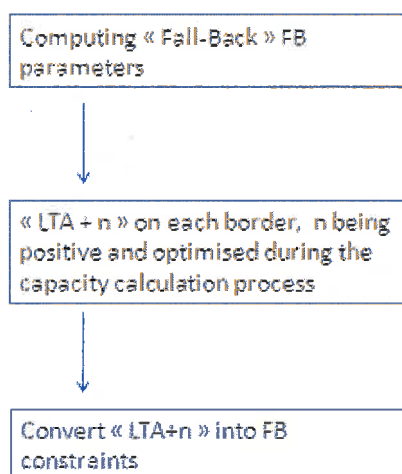 Computing « Fall-Back » FB
parameters
« LTA + n » on each border, n being
positive and optimised during the
capacity calculation process
Convert « LTA+n » into FB
constraints